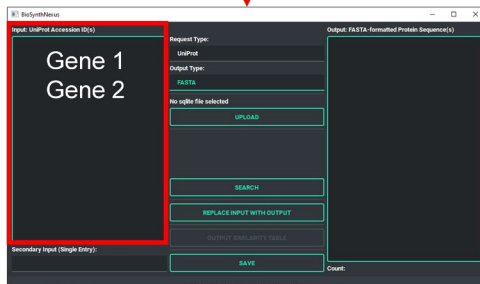 BioSynthNexus
Input: UniProt Accession ID(s)
Gene 1
Gene 2
Secondary Input (Single Entry):
Request Type:
UniProt
Output Type:
FASTA
No sqlite file selected
UPLOAD
SEARCH
REPLACE INPUT WITH OUTPUT
OUTPUT SIMILARITY TABLE
SAVE
Output: FASTA-formatted Protein Sequence(s)
Count: